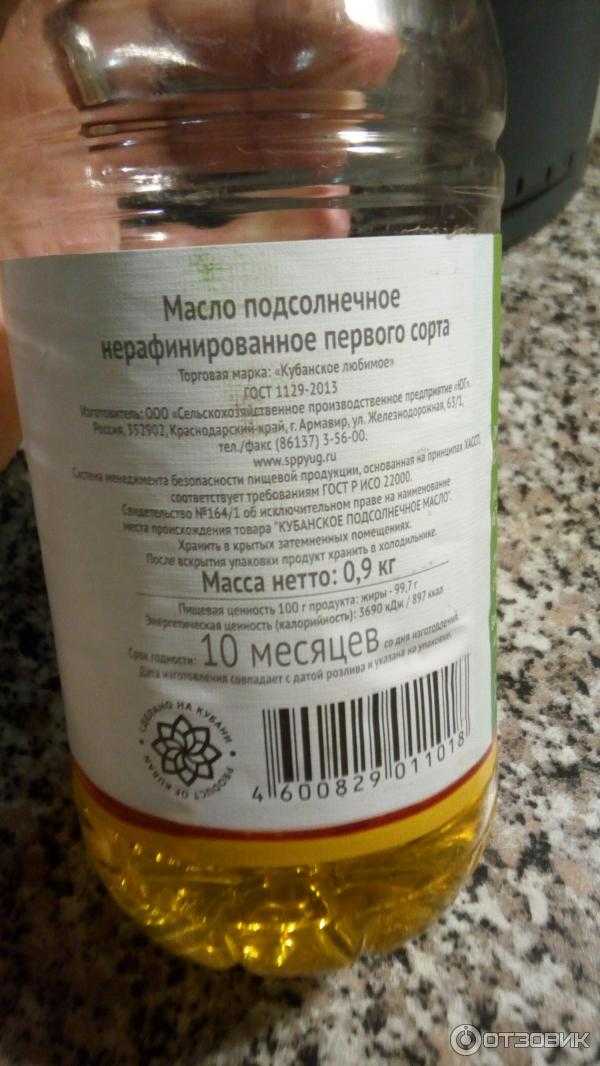 Масло подсолнечное
нерафинированное первого сорта
Торговая марка: «Кубанское любимое»
ГОСТ 1129-2013
Изготовитель: ООО «Сельскохозяйственное производственное предприятие «ЮГ».
Россия, 352902, Краснодарский край, г. Армавир, ул. Железнодорожная, 63/1,
тел./факс (86137) 3-56-00.
www.sppyug.ru
Система менеджмента безопасности пищевой продукции, основанная на принципах ХАССП,
соответствует требованиям ГОСТ Р ИСО 22000.
Свидетельство №164/1 об исключительном праве на наименование
места происхождения товара "КУБАНСКОЕ ПОДСОЛНЕЧНОЕ МАСЛО".
Хранить в крытых затемненных помещениях.
После вскрытия упаковки продукт хранить в холодильнике.
Масса нетто: 0,9 кг
Пищевая ценность 100 г продукта: жиры - 99,7 г
Энергетическая ценность (калорийность): 3690 кДж / 897 ккал
Срок годности: 10 месяцев со дня изготовления.
Дата изготовления совпадает с датой розлива и указана на упаковке.
СДЕЛАНО НА КУБАНИ
PRODUCT OF KUBAN
4 600829 011018
ОТЗОВИК